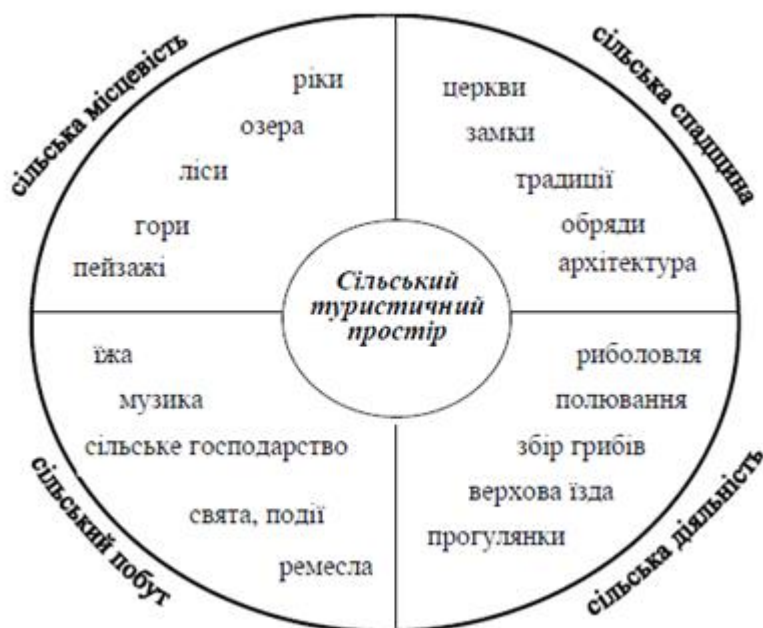 сільська місцевість
ріки
озера
ліси
гори
пейзажі
сільська спадщина
церкви
замки
традиції
обряди
архітектура
Сільський
туристичний
простір
сільський побут
їжа
музика
сільське господарство
свята, події
ремесла
сільська діяльність
риболовля
полювання
збір грибів
верхова їзда
прогулянки